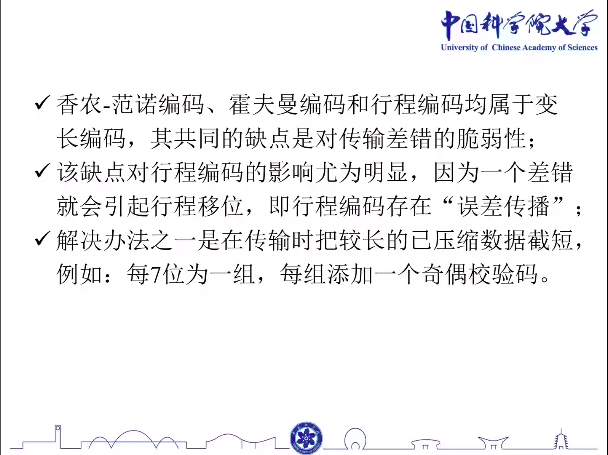 中国科学院大学
University of Chinese Academy of Sciences
✓香农-范诺编码、霍夫曼编码和行程编码均属于变
长编码，其共同的缺点是对传输差错的脆弱性；
✓该缺点对行程编码的影响尤为明显，因为一个差错
就会引起行程移位，即行程编码存在“误差传播”；
✓解决办法之一是在传输时把较长的已压缩数据截短，
例如：每7位为一组，每组添加一个奇偶校验码。